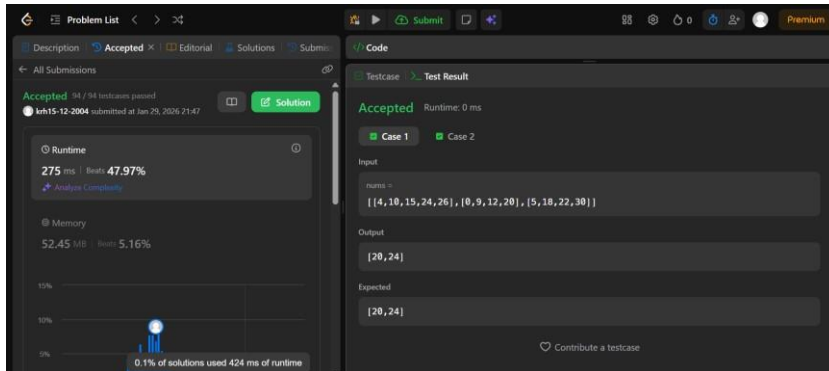 Problem List
Submit
0
Premium
Description
Accepted
Editorial
Solutions
Submis
Code
All Submissions
Testcase
Test Result
Accepted 94 / 94 testcases passed
krh15-12-2004 submitted at Jan 29, 2026 21:47
Solution
Accepted Runtime: 0 ms
Case 1
Case 2
Runtime
275 ms Beats 47.97%
Analyze Complexity
Input
nums =
[[4,10,15,24,26],[0,9,12,20],[5,18,22,30]]
Memory
52.45 MB Beats 5.16%
Output
[20,24]
Expected
[20,24]
15%
10%
5%
0.1% of solutions used 424 ms of runtime
Contribute a testcase